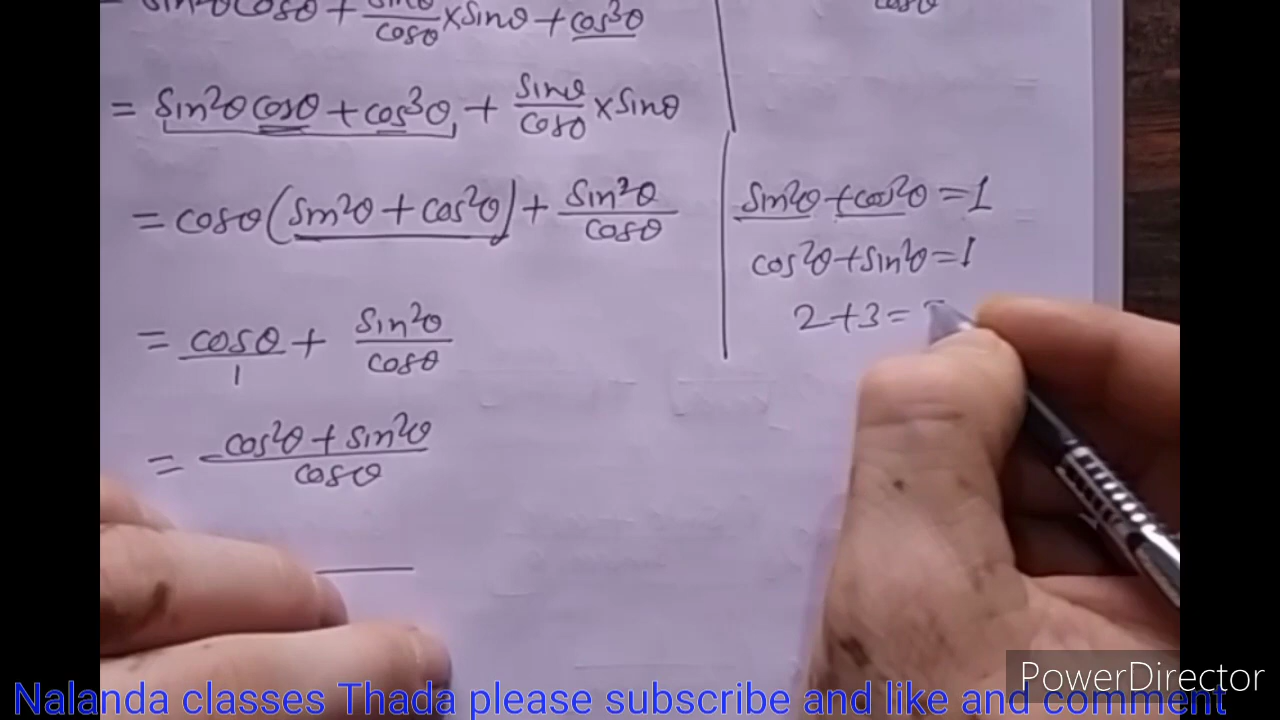 sin²θcosθ + sinθ/cosθ × sinθ + cos³θ
= sin²θ cosθ + cos³θ + sinθ/cosθ × sinθ
= cosθ (sin²θ + cos²θ) + sin²θ/cosθ
= cosθ/1 + sin²θ/cosθ
= cos²θ + sin²θ/cosθ
cosθ
sin²θ + cos²θ = 1
cos²θ + sin²θ = 1
2+3=
PowerDirector
Nalanda classes Thada please subscribe and like and comment